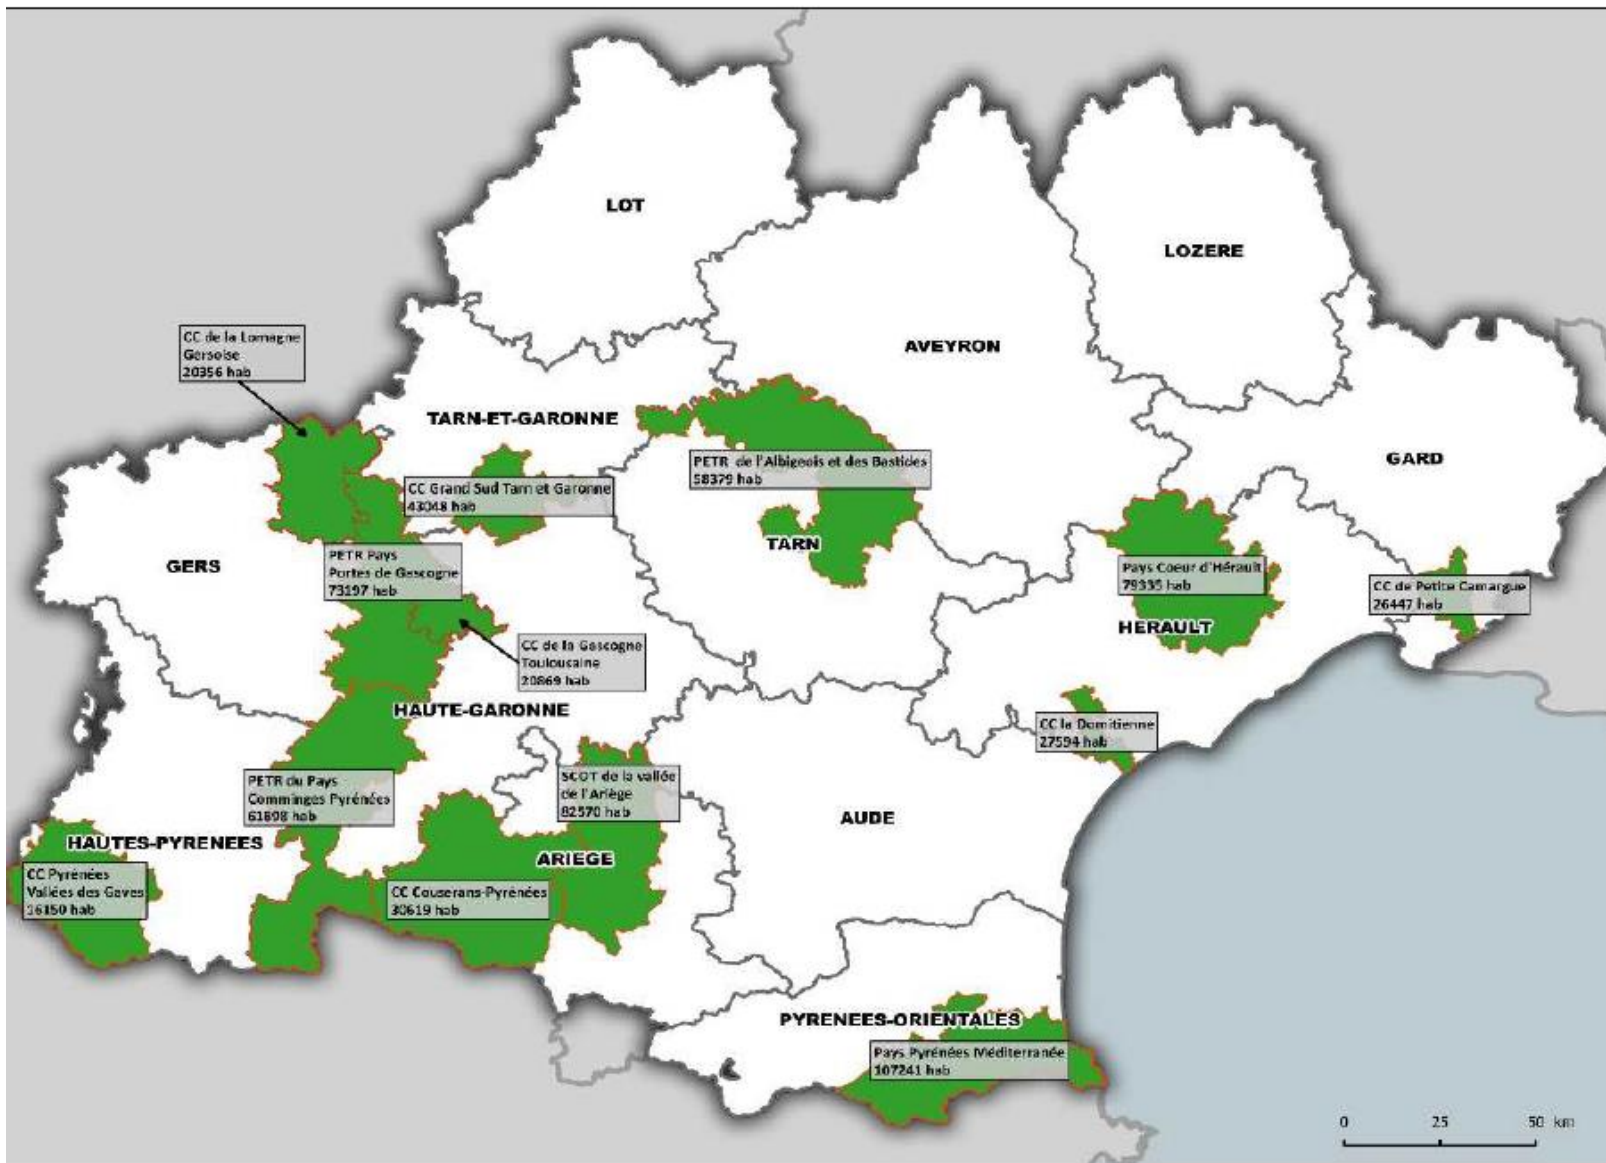 LOT
LOZERE
CC de la Lomagne
Gersoise
20356 hab
AVEYRON
TARN-ET-GARONNE
PETR de l'Albigeois et des Bastides
58379 hab
GARD
CC Grand Sud Tarn et Garonne
43048 hab
TARN
GERS
PETR Pays
Portes de Gascogne
73197 hab
Pays Coeur d'Hérault
79335 hab
CC de Petite Camargue
26447 hab
HERAULT
CC de la Gascogne
Toulousaine
20869 hab
HAUTE-GARONNE
CC la Domitienne
27594 hab
PETR du Pays
Comminges Pyrénées
61898 hab
SCOT de la vallée
de l'Ariège
82570 hab
AUDE
HAUTES-PYRENEES
ARIEGE
CC Pyrénées
Vallées des Gaves
16150 hab
CC Couserans-Pyrénées
30619 hab
PYRENEES-ORIENTALES
Pays Pyrénées Méditerranée
107241 hab
0 25 50 km